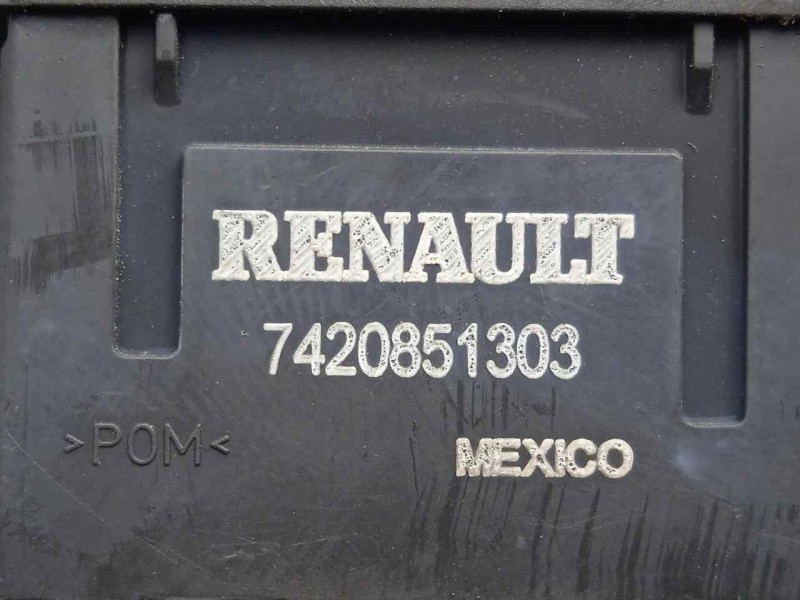 RENAULT
7420851303
>POM<
MEXICO